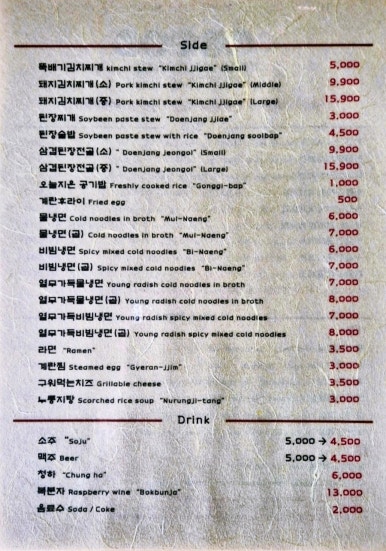 Side
뚝배기김치찌개 kimchi stew "Kimchi jjigae" (Small) 5,000
돼지김치찌개(소) Pork kimchi stew "Kimchi jjigae" (Middle) 9,900
돼지김치찌개(중) Pork kimchi stew "Kimchi jjigae" (Large) 15,900
된장찌개 Soybeen paste stew "Doenjang jjiae" 3,000
된장술밥 Soybeen paste stew with rice "Doenjang soolbap" 4,500
삼겹된장전골(소) " Doenjang jeongol" (Small) 9,900
삼겹된장전골(중) " Doenjang jeongol" (Large) 15,900
오늘지은 공기밥 Freshly cooked rice "Gonggi-bap" 1,000
계란후라이 Fried egg 500
물냉면 Cold noodles in broth "Mul-Naeng" 6,000
물냉면(곱) Cold noodles in broth "Mul-Naeng" 7,000
비빔냉면 Spicy mixed cold noodles "Bi-Naeng" 6,000
비빔냉면(곱) Spicy mixed cold noodles "Bi-Naeng" 7,000
열무가득물냉면 Young radish cold noodles in broth 7,000
열무가득물냉면(곱) Young radish cold noodles in broth 8,000
열무가득비빔냉면 Young radish spicy mixed cold noodles 7,000
열무가득비빔냉면(곱) Young radish spicy mixed cold noodles 8,000
라면 "Ramen" 3,500
계란찜 Steamed egg "Gyeran-jjim" 3,000
구워먹는치즈 Grillable cheese 3,500
누룽지탕 Scorched rice soup "Nurungji-tang" 3,000
Drink
소주 "Soju" 5,000 → 4,500
맥주 Beer 5,000 → 4,500
청하 "Chung ha" 6,000
복분자 Raspberry wine "Bokbunja" 13,000
음료수 Soda / Coke 2,000